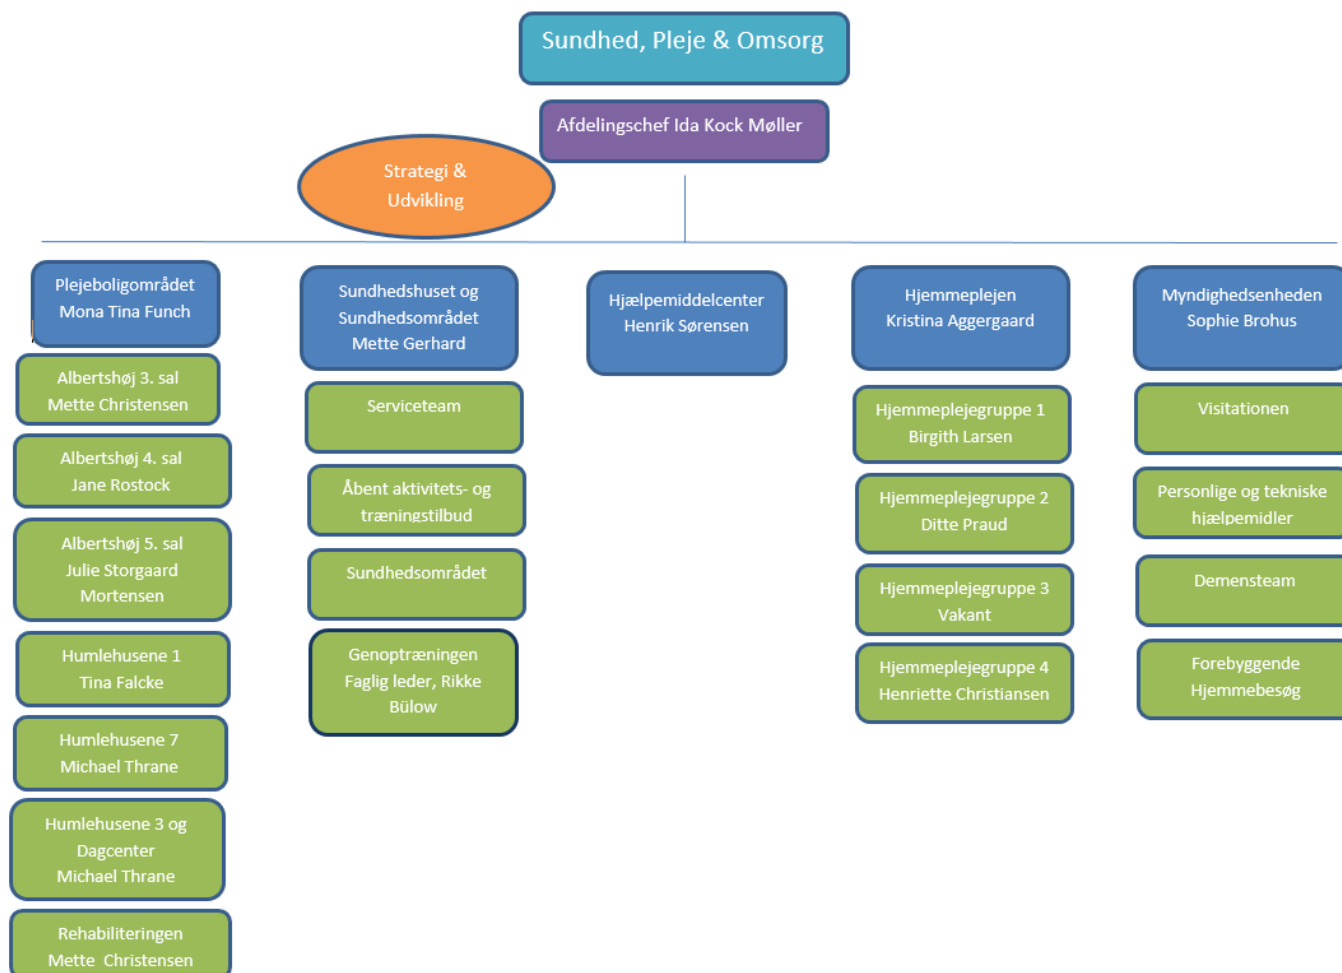 Sundhed, Pleje & Omsorg
Afdelingschef Ida Kock Møller
Strategi &
Udvikling
Plejeboligområdet
Mona Tina Funch
Albertshøj 3. sal
Mette Christensen
Albertshøj 4. sal
Jane Rostock
Albertshøj 5. sal
Julie Storgaard
Mortensen
Humlehusene 1
Tina Falcke
Humlehusene 7
Michael Thrane
Humlehusene 3 og
Dagcenter
Michael Thrane
Rehabiliteringen
Mette Christensen
Sundhedshuset og
Sundhedsområdet
Mette Gerhard
Serviceteam
Åbent aktivitets- og
træningstilbud
Sundhedsområdet
Genoptræningen
Faglig leder, Rikke
Bülow
Hjælpemiddelcenter
Henrik Sørensen
Hjemmeplejen
Kristina Aggergaard
Hjemmeplejegruppe 1
Birgith Larsen
Hjemmeplejegruppe 2
Ditte Praud
Hjemmeplejegruppe 3
Vakant
Hjemmeplejegruppe 4
Henriette Christiansen
Myndighedsenheden
Sophie Brohus
Visitationen
Personlige og tekniske
hjælpemidler
Demensteam
Forebyggende
Hjemmebesøg